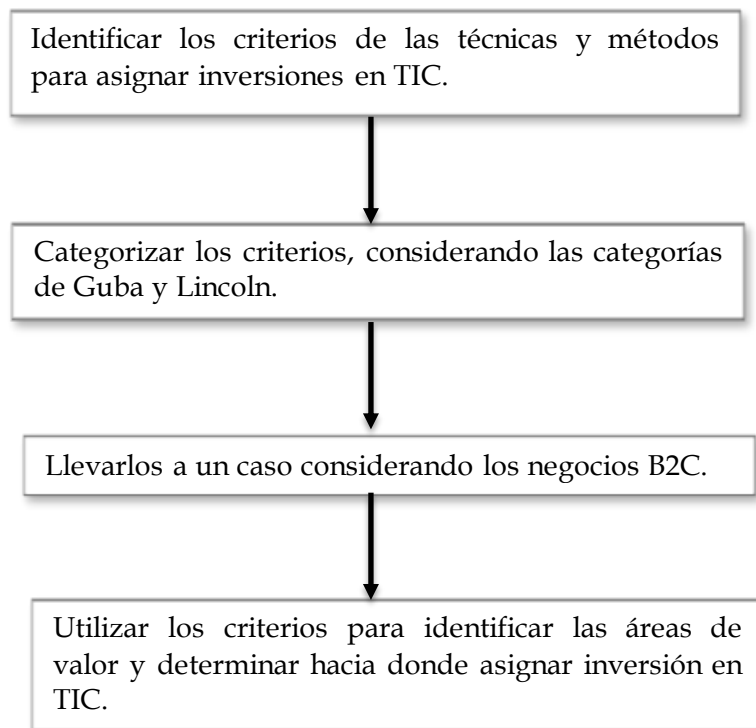 Identificar los criterios de las técnicas y métodos
para asignar inversiones en TIC.
Categorizar los criterios, considerando las categorías
de Guba y Lincoln.
Llevarlos a un caso considerando los negocios B2C.
Utilizar los criterios para identificar las áreas de
valor y determinar hacia donde asignar inversión en
TIC.